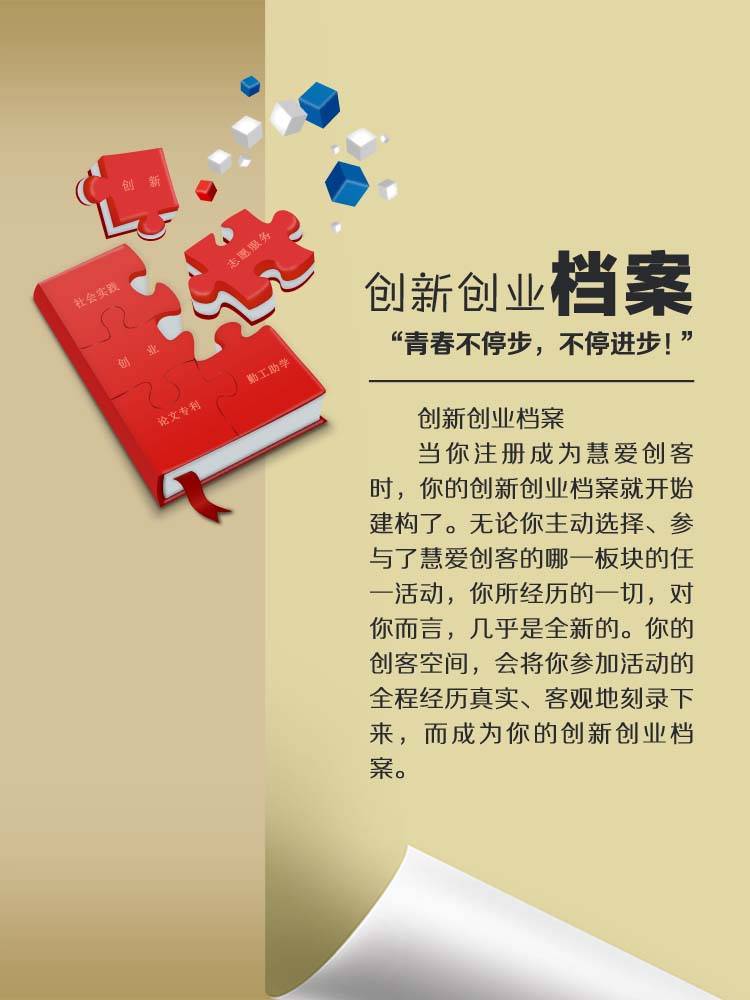 创 新
志愿服务
社会实践
创 业
勤工助学
论文专利
创新创业档案
“青春不停步，不停进步！”
创新创业档案
当你注册成为慧爱创客
时，你的创新创业档案就开始
建构了。无论你主动选择、参
与了慧爱创客的哪一板块的任
一活动，你所经历的一切，对
你而言，几乎是全新的。你的
创客空间，会将你参加活动的
全程经历真实、客观地刻录下
来，而成为你的创新创业档
案。